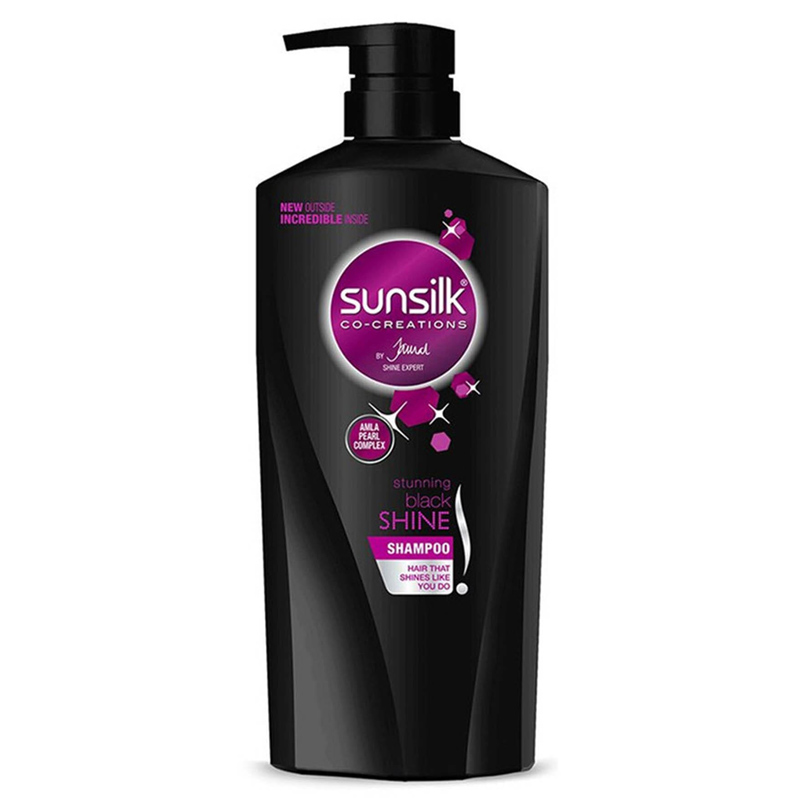 NEW OUTSIDE
INCREDIBLE INSIDE
sunsilk®
CO-CREATIONS
BY Jamal
SHINE EXPERT
AMLA
PEARL
COMPLEX
stunning
black
SHINE
SHAMPOO
HAIR THAT
SHINES LIKE
YOU DO